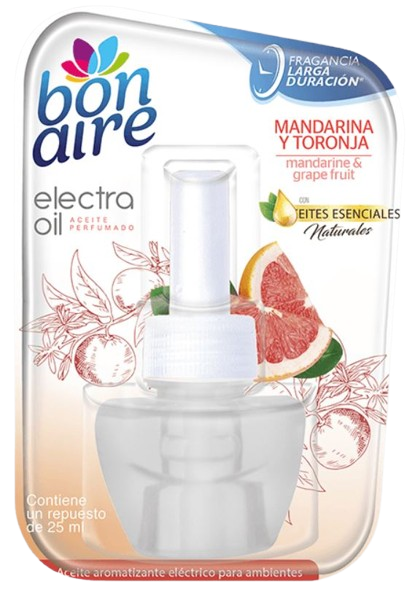 bon
aire
FRAGANCIA
LARGA
DURACIÓN*
MANDARINA
Y TORONJA
mandarine &
grape fruit
CON
EITES ESENCIALES
Naturales
electra
oil ACEITE
PERFUMADO
Contiene
un repuesto
de 25 ml
Aceite aromatizante eléctrico para ambientes